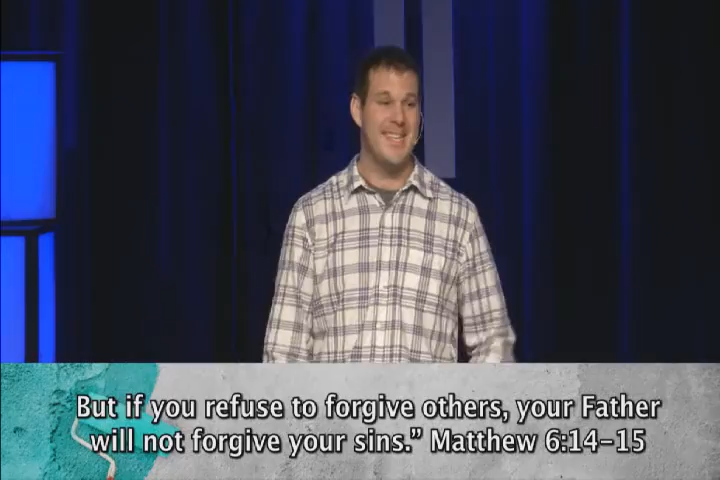 But if you refuse to forgive others, your Father
will not forgive your sins.” Matthew 6:14–15